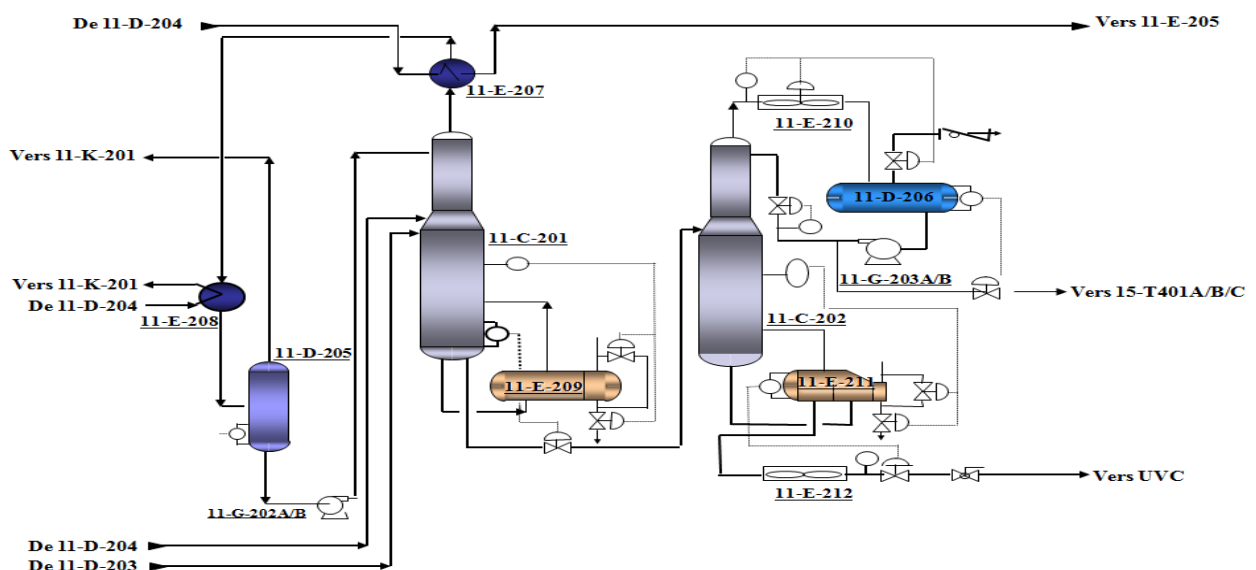 De 11-D-204
Vers 11-E-205
11-E-207
11-E-210
Vers 11-K-201
11-D-206
11-C-201
Vers 11-K-201
De 11-D-204
11-E-208
11-G-203A/B
Vers 15-T401A/B/C
11-C-202
11-D-205
11-E-209
11-E-211
Vers UVC
11-E-212
11-G-202A/B
De 11-D-204
De 11-D-203